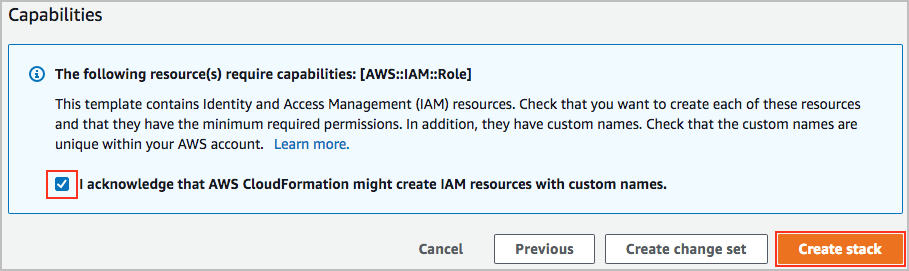 Capabilities
The following resource(s) require capabilities: [AWS::IAM::Role]
This template contains Identity and Access Management (IAM) resources. Check that you want to create each of these resources
and that they have the minimum required permissions. In addition, they have custom names. Check that the custom names are
unique within your AWS account. Learn more.
I acknowledge that AWS CloudFormation might create IAM resources with custom names.
Cancel Previous Create change set Create stack